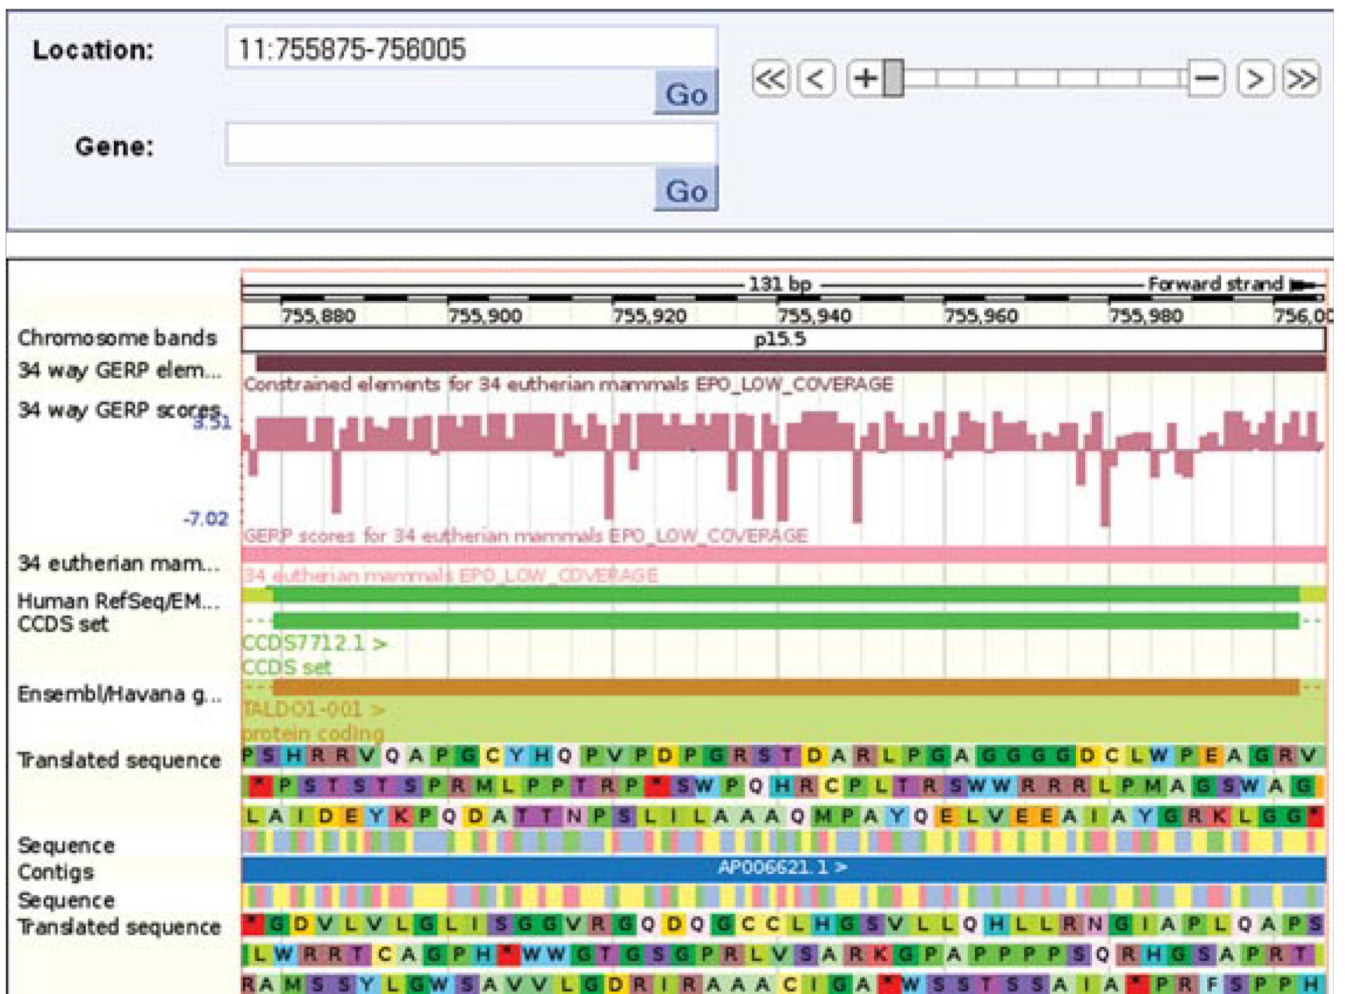 Location: 11:755875-756005
Go
Gene:
Go
131 bp Forward strand
755,880 755,900 755,920 755,940 755,960 755,980 756,00
Chromosome bands p15.5
34 way GERP elem...
Constrained elements for 34 eutherian mammals EPO_LOW_COVERAGE
34 way GERP scores
3.51
-7.02
GERP scores for 34 eutherian mammals EPO_LOW_COVERAGE
34 eutherian mam...
34 eutherian mammals EPO_LOW_COVERAGE
Human RefSeq/EM...
CCDS set
CCDS7712.1 >
CCDS set
Ensembl/Havana g...
TALDO1-001 >
protein coding
Translated sequence P S H R R V Q A P G C Y H Q P V P D P G R S T D A R L P G A G G G G D C L W P E A G R V
* P S T S T S P R M L P P T R P * S W P Q H R C P L T R S W W R R R L P M A G S W A G
L A I D E Y K P Q D A T T N P S L I L A A A Q M P A Y Q E L V E E A I A Y G R K L G G *
Sequence
Contigs AP006621.1 >
Sequence
Translated sequence * G D V L V L G L I S G G V R G Q D Q G C C L H G S V L L Q H L L R N G I A P L Q A P S
L W R R T C A G P H * W W G T G S G P R L V S A R K G P A P P P P S Q R H G S A P R T
R A M S S Y L G W S A V V L G D R I R A A A C I G A * W S S T S S A I A * P R F S P P H